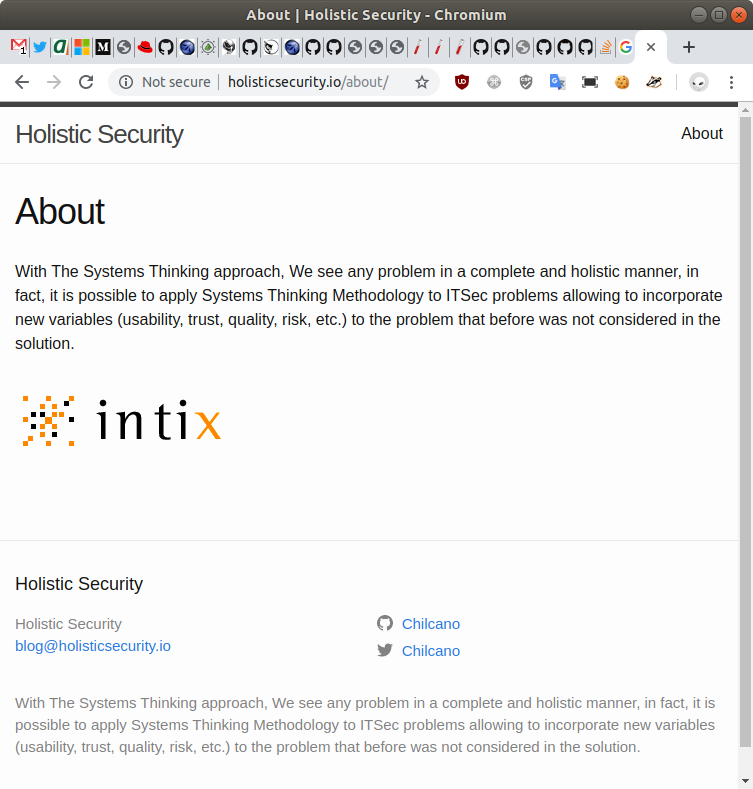 About | Holistic Security - Chromium
Not secure | holisticsecurity.io/about/
Holistic Security
About
About
With The Systems Thinking approach, We see any problem in a complete and holistic manner, in
fact, it is possible to apply Systems Thinking Methodology to ITSec problems allowing to incorporate
new variables (usability, trust, quality, risk, etc.) to the problem that before was not considered in the
solution.
intix
Holistic Security
Holistic Security
blog@holisticsecurity.io
Chilcano
Chilcano
With The Systems Thinking approach, We see any problem in a complete and holistic manner, in fact, it is
possible to apply Systems Thinking Methodology to ITSec problems allowing to incorporate new variables
(usability, trust, quality, risk, etc.) to the problem that before was not considered in the solution.